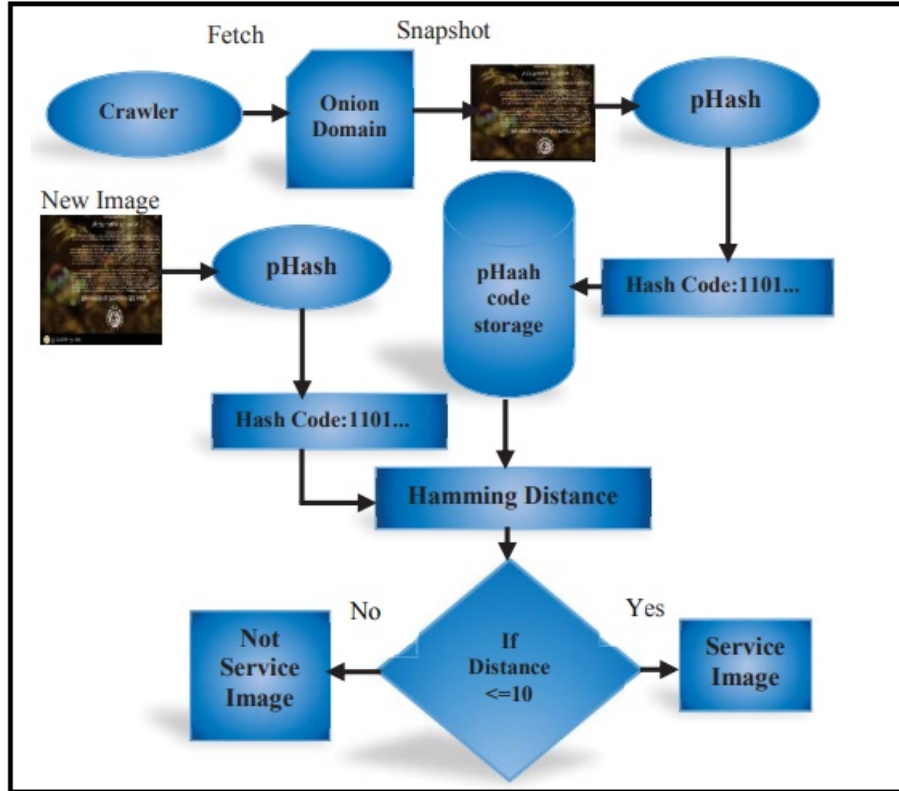 Fetch
Snapshot
Crawler
Onion
Domain
pHash
New Image
pHash
pHaah
code
storage
Hash Code:1101...
Hash Code:1101...
Hamming Distance
No
Yes
Not
Service
Image
If
Distance
<=10
Service
Image